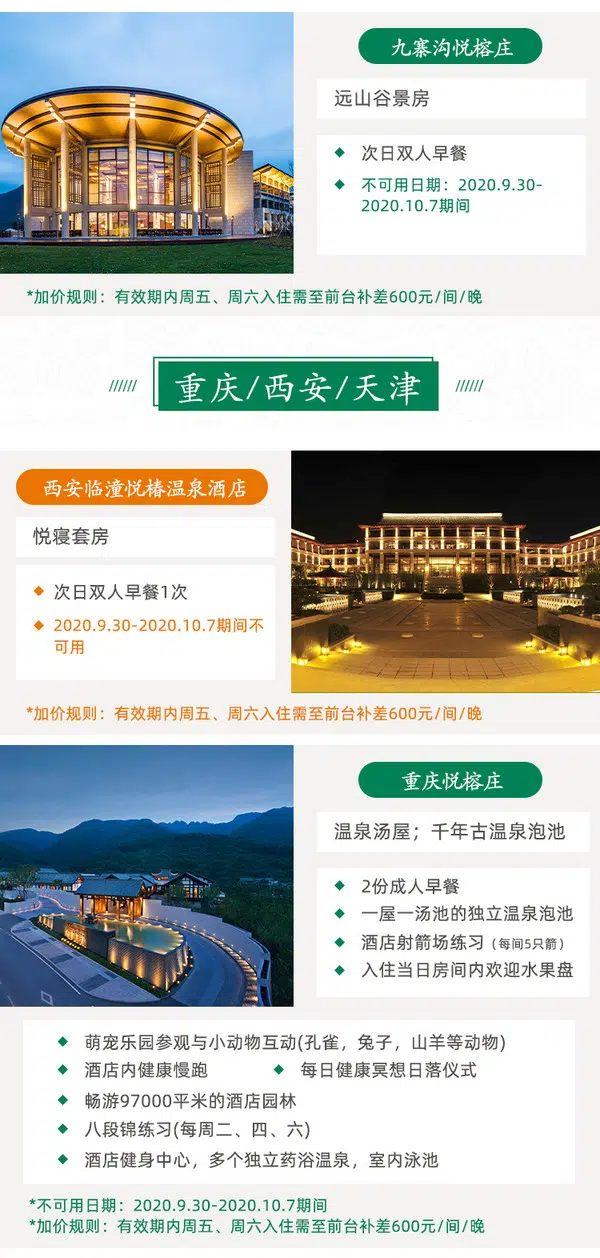 九寨沟悦榕庄
远山谷景房
◆ 次日双人早餐
◆ 不可用日期：2020.9.30-
2020.10.7期间
*加价规则：有效期内周五、周六入住需至前台补差600元/间/晚
////// 重庆/西安/天津 //////
西安临潼悦椿温泉酒店
悦寝套房
◆ 次日双人早餐1次
◆ 2020.9.30-2020.10.7期间不
可用
*加价规则：有效期内周五、周六入住需至前台补差600元/间/晚
重庆悦榕庄
温泉汤屋；千年古温泉泡池
◆ 2份成人早餐
◆ 一屋一汤池的独立温泉泡池
◆ 酒店射箭场练习（每间5只箭）
◆ 入住当日房间内欢迎水果盘
◆ 萌宠乐园参观与小动物互动(孔雀，兔子，山羊等动物)
◆ 酒店内健康慢跑 ◆ 每日健康冥想日落仪式
◆ 畅游97000平米的酒店园林
◆ 八段锦练习(每周二、四、六)
◆ 酒店健身中心，多个独立药浴温泉，室内泳池
*不可用日期：2020.9.30-2020.10.7期间
*加价规则：有效期内周五、周六入住需至前台补差600元/间/晚